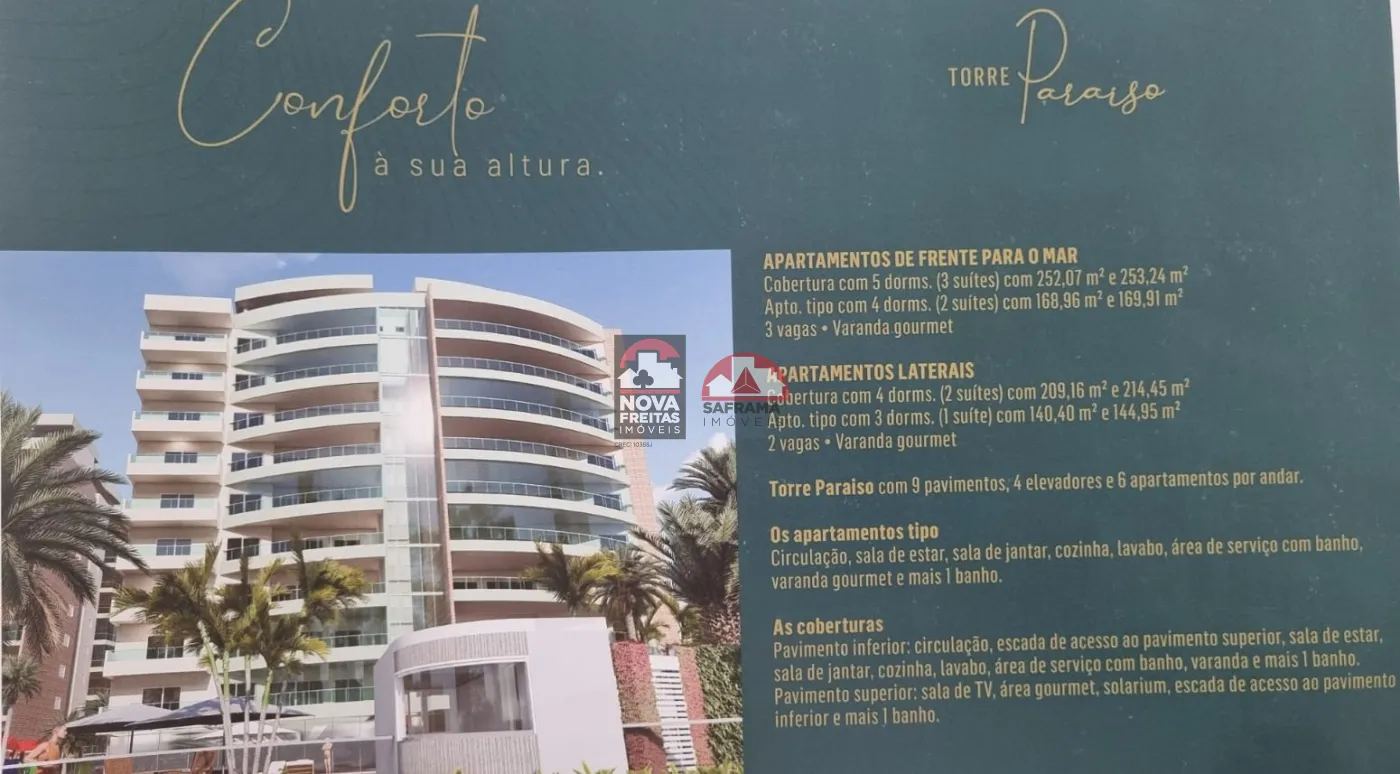 Conforto
à sua altura.
TORRE Paraiso
APARTAMENTOS DE FRENTE PARA O MAR
Cobertura com 5 dorms. (3 suítes) com 252,07 m² e 253,24 m²
Apto. tipo com 4 dorms. (2 suítes) com 168,96 m² e 169,91 m²
3 vagas • Varanda gourmet
APARTAMENTOS LATERAIS
Cobertura com 4 dorms. (2 suítes) com 209,16 m² e 214,45 m²
Apto. tipo com 3 dorms. (1 suíte) com 140,40 m² e 144,95 m²
2 vagas • Varanda gourmet
Torre Paraiso com 9 pavimentos, 4 elevadores e 6 apartamentos por andar.
Os apartamentos tipo
Circulação, sala de estar, sala de jantar, cozinha, lavabo, área de serviço com banho,
varanda gourmet e mais 1 banho.
As coberturas
Pavimento inferior: circulação, escada de acesso ao pavimento superior, sala de estar,
sala de jantar, cozinha, lavabo, área de serviço com banho, varanda e mais 1 banho.
Pavimento superior: sala de TV, área gourmet, solarium, escada de acesso ao pavimento
inferior e mais 1 banho.
NOVA
FREITAS
IMÓVEIS
SAFRAMA
IMÓVEIS